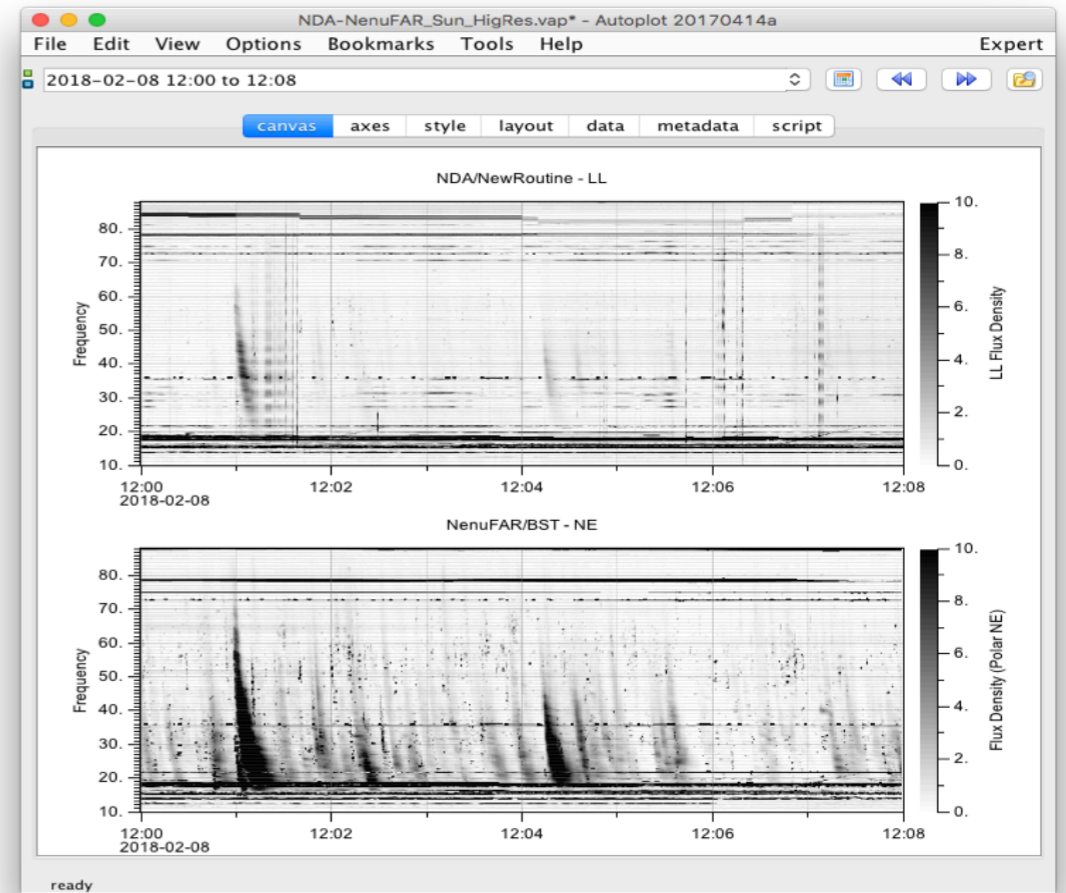 NDA-NenuFAR_Sun_HigRes.vap* - Autoplot 20170414a
File Edit View Options Bookmarks Tools Help Expert
2018-02-08 12:00 to 12:08
canvas axes style layout data metadata script
NDA/NewRoutine - LL
80.
70.
60.
50.
40.
30.
20.
10.
Frequency
12:00 12:02 12:04 12:06 12:08
2018-02-08
10.
8.
6.
4.
2.
0.
LL Flux Density
NenuFAR/BST - NE
80.
70.
60.
50.
40.
30.
20.
10.
Frequency
12:00 12:02 12:04 12:06 12:08
2018-02-08
10.
8.
6.
4.
2.
0.
Flux Density (Polar NE)
ready